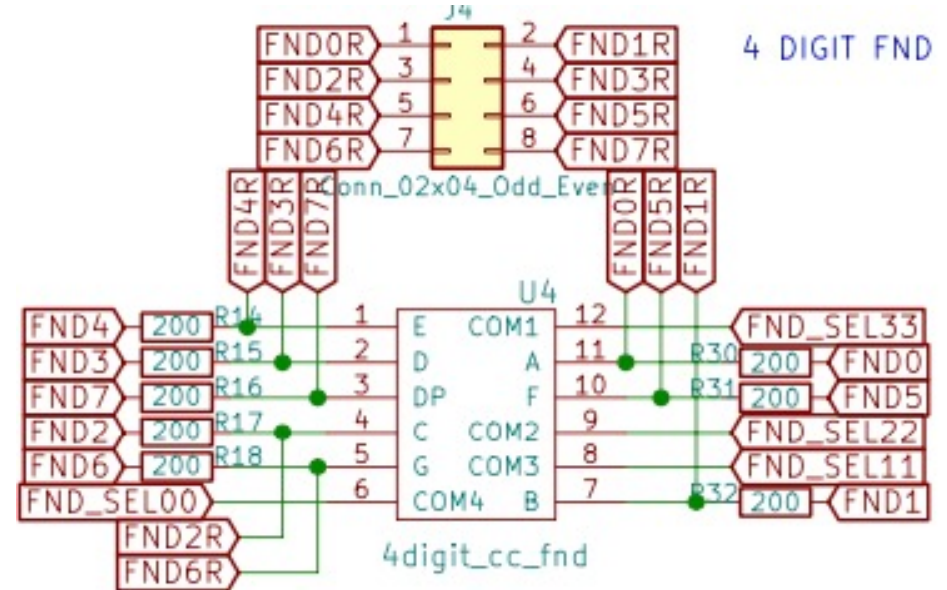 J4
FND0R 1 2 FND1R
4 DIGIT FND
FND2R 3 4 FND3R
FND4R 5 6 FND5R
FND6R 7 8 FND7R
Conn_02x04_Odd_Even
FND4R FND3R FND7R
FND0R FND5R FND1R
U4
FND4 200 R14 1 E COM1 12 FND_SEL33
FND3 200 R15 2 D A 11 R30 200 FND0
FND7 200 R16 3 DP F 10 R31 200 FND5
FND2 200 R17 4 C COM2 9 FND_SEL22
FND6 200 R18 5 G COM3 8 FND_SEL11
FND_SEL00 6 COM4 B 7 R32 200 FND1
FND2R
FND6R
4digit_cc_fnd